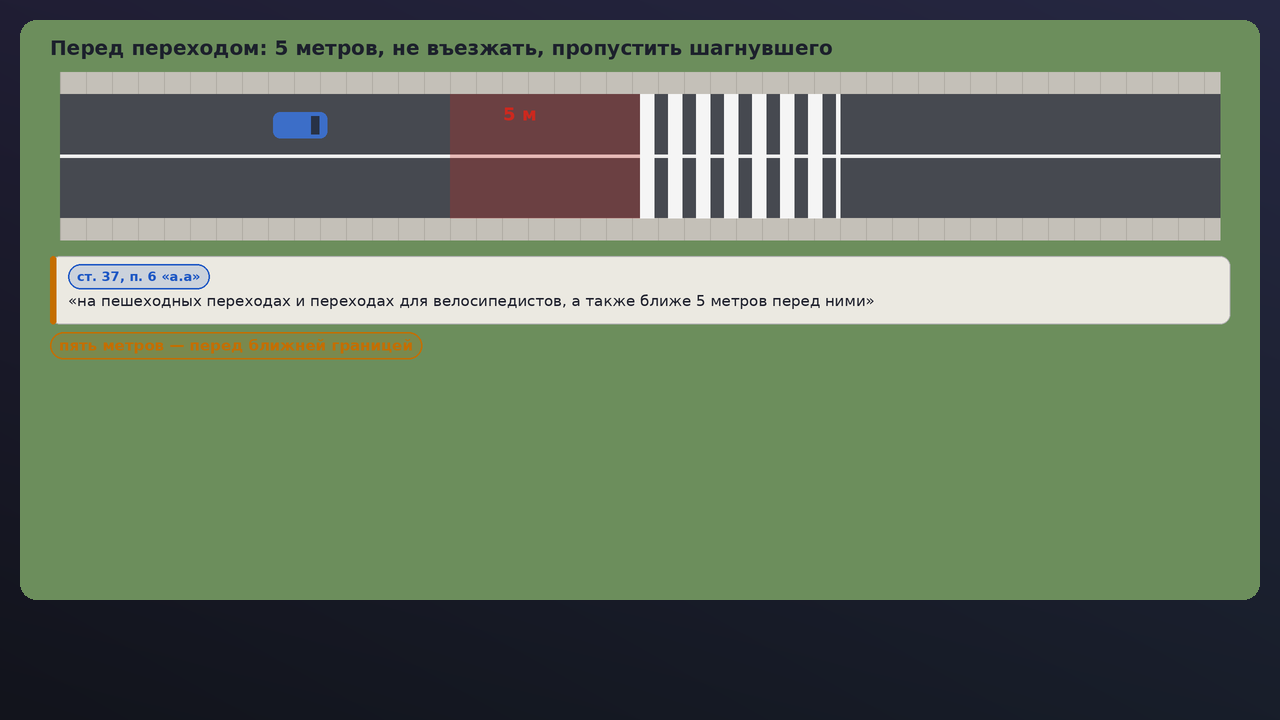 Перед переходом: 5 метров, не въезжать, пропустить шагнувшего
5 м
ст. 37, п. 6 «а.а»
«на пешеходных переходах и переходах для велосипедистов, а также ближе 5 метров перед ними»
пять метров — перед ближней границей